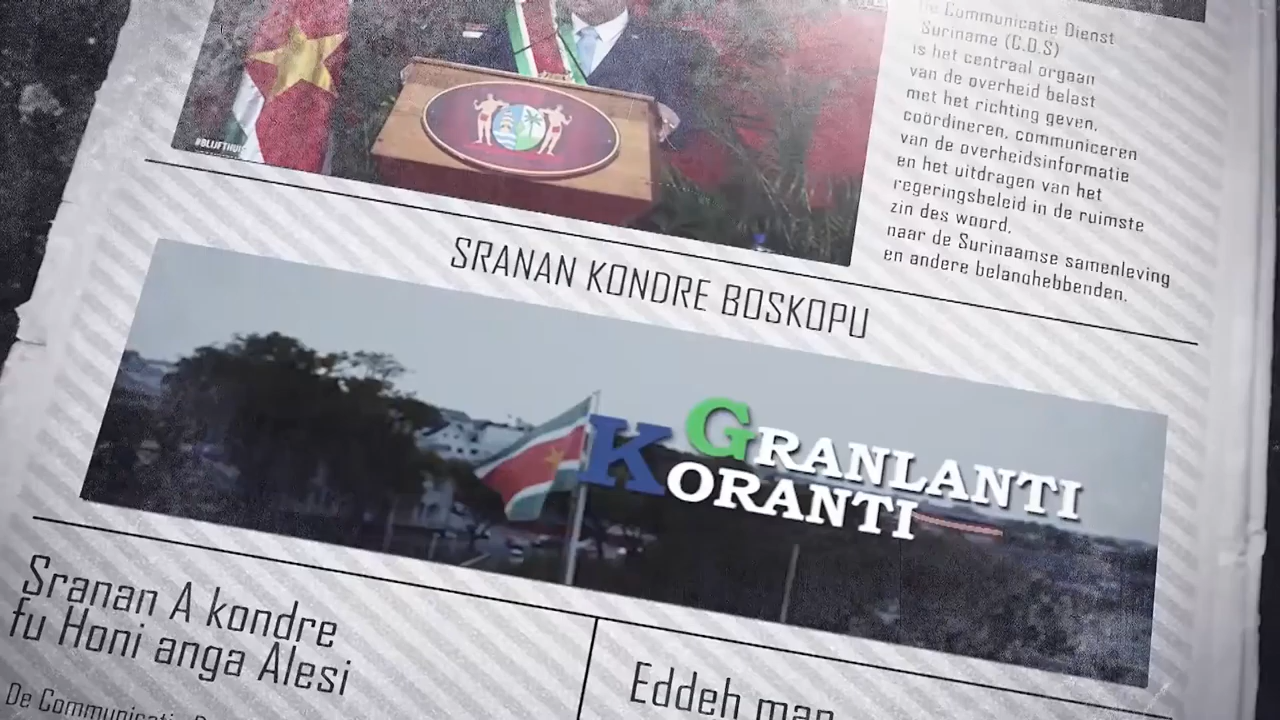 De Communicatie Dienst
Suriname (C.D.S)
is het centraal orgaan
van de overheid belast
met het richting geven,
coördineren, communiceren
van de overheidsinformatie
en het uitdragen van het
regeringsbeleid in de ruimste
zin des woord,
naar de Surinaamse samenleving
en andere belanghebbenden.
SRANAN KONDRE BOSKOPU
GRANLANTI
KORANTI
Sranan A kondre
fu Honi anga Alesi
Eddeh man
De